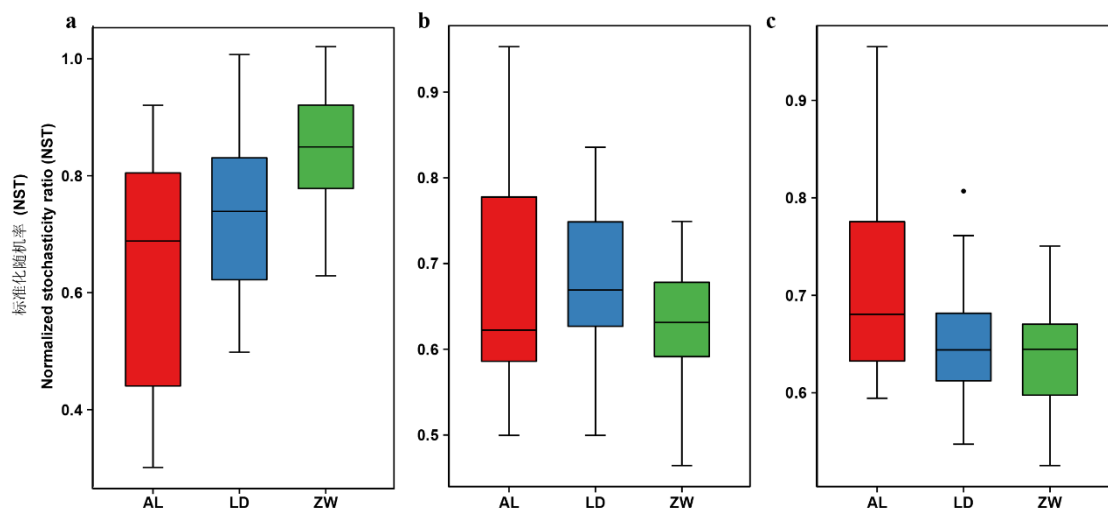 a
b
c
标准化随机率 (NST)
Normalized stochasticity ratio (NST)
1.0
0.8
0.6
0.4
AL LD ZW
0.9
0.8
0.7
0.6
0.5
AL LD ZW
0.9
0.8
0.7
0.6
AL LD ZW